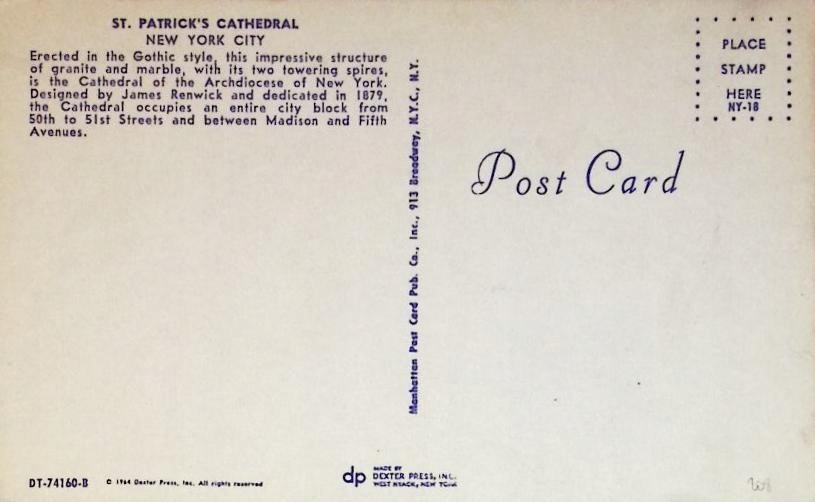 ST. PATRICK'S CATHEDRAL
NEW YORK CITY
Erected in the Gothic style, this impressive structure
of granite and marble, with its two towering spires,
is the Cathedral of the Archdiocese of New York.
Designed by James Renwick and dedicated in 1879,
the Cathedral occupies an entire city block from
50th to 51st Streets and between Madison and Fifth
Avenues.
Manhattan Post Card Pub. Co., Inc., 913 Broadway, N.Y.C., N.Y.
PLACE
STAMP
HERE
NY-18
Post Card
DT-74160-B
© 1964 Dexter Press, Inc. All rights reserved
dp
MADE BY
DEXTER PRESS, INC.
WEST NYACK, NEW YORK